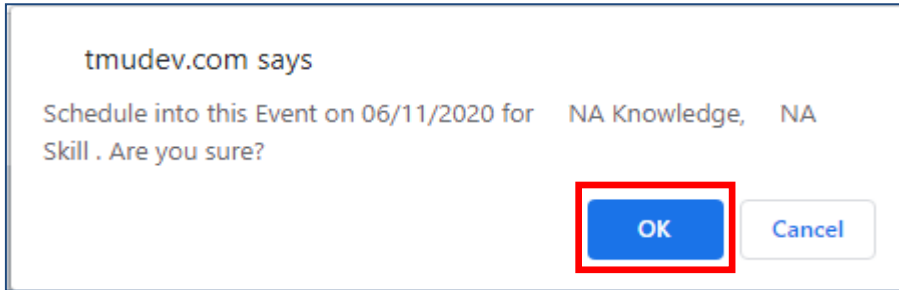 tmudev.com says
Schedule into this Event on 06/11/2020 for NA Knowledge, NA
Skill . Are you sure?
OK Cancel